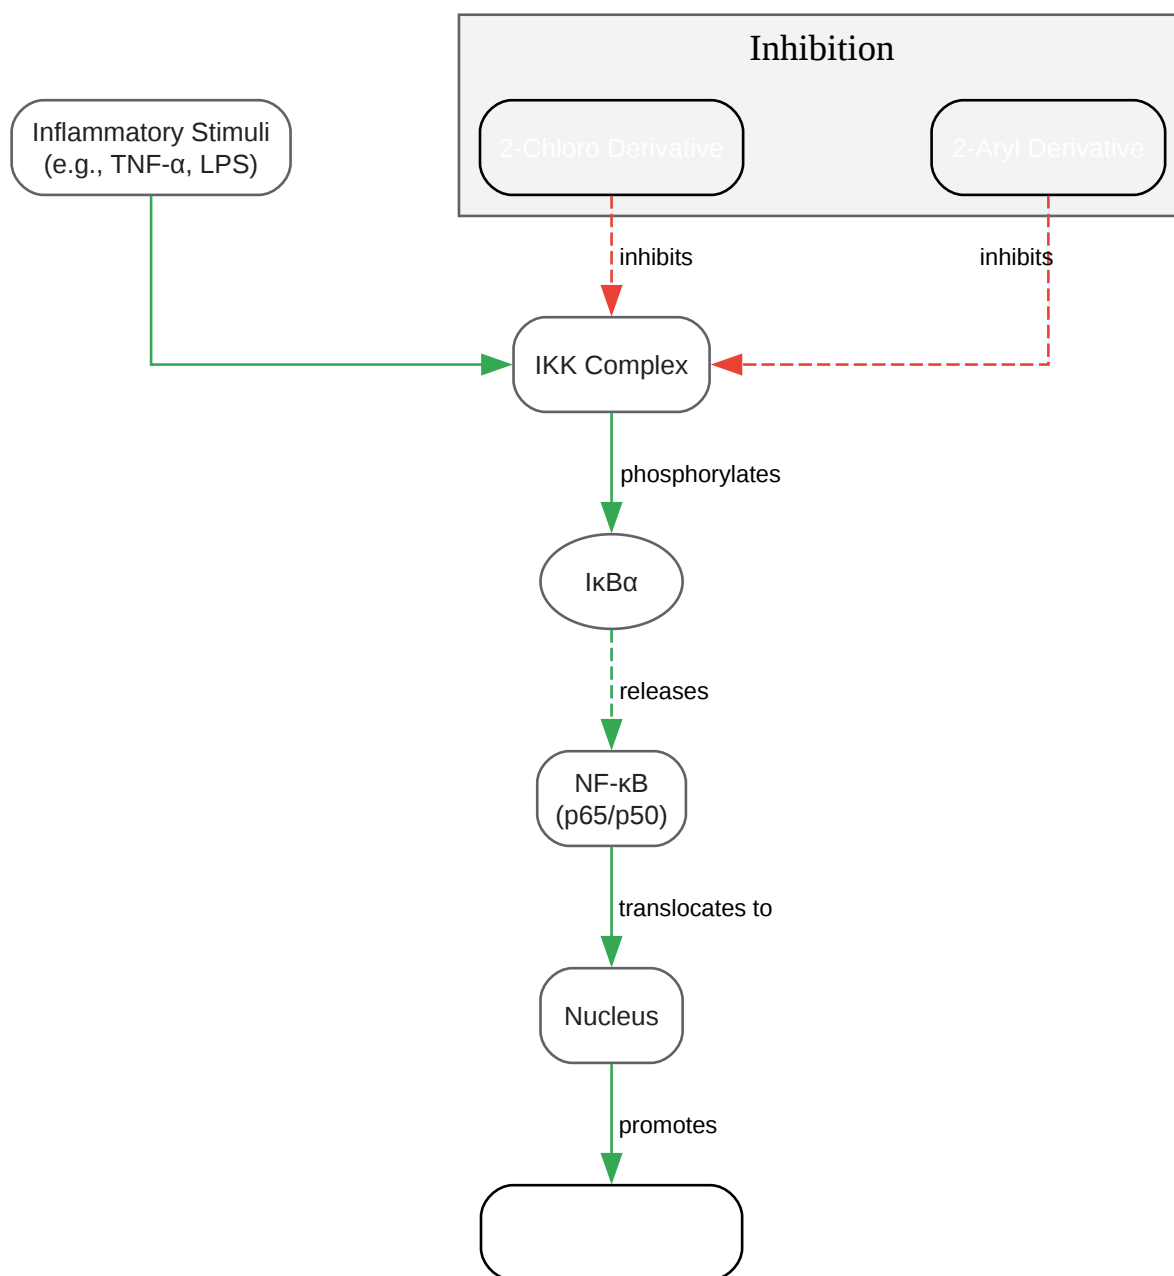 Inhibition
Inflammatory Stimuli
(e.g., TNF-α, LPS)
2-Chloro Derivative
2-Aryl Derivative
inhibits
inhibits
IKK Complex
phosphorylates
IκBα
releases
NF-κB
(p65/p50)
translocates to
Nucleus
promotes